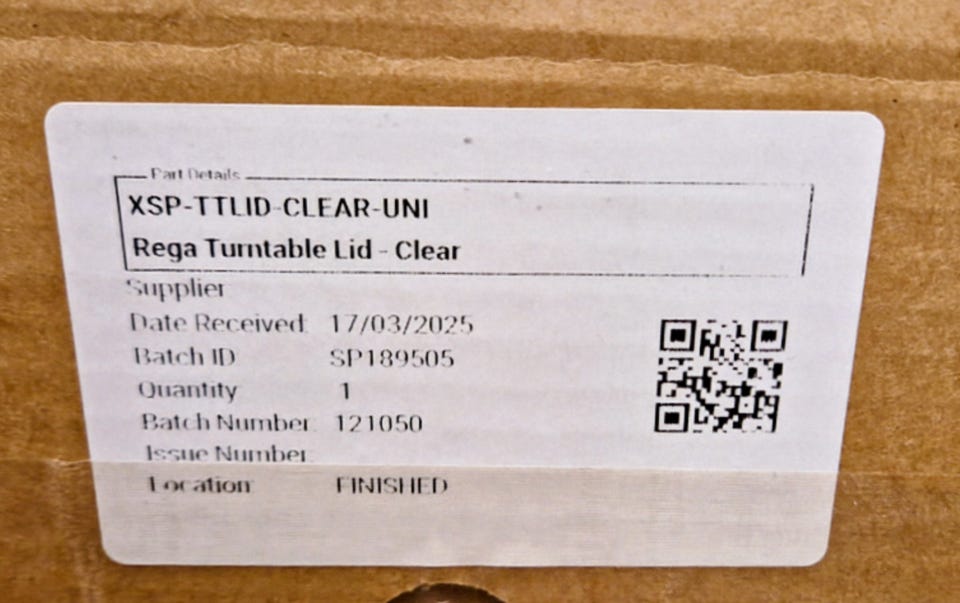 Part Details
XSP-TTLID-CLEAR-UNI
Rega Turntable Lid - Clear
Supplier
Date Received: 17/03/2025
Batch ID SP189505
Quantity 1
Batch Number: 121050
Issue Number:
Location FINISHED